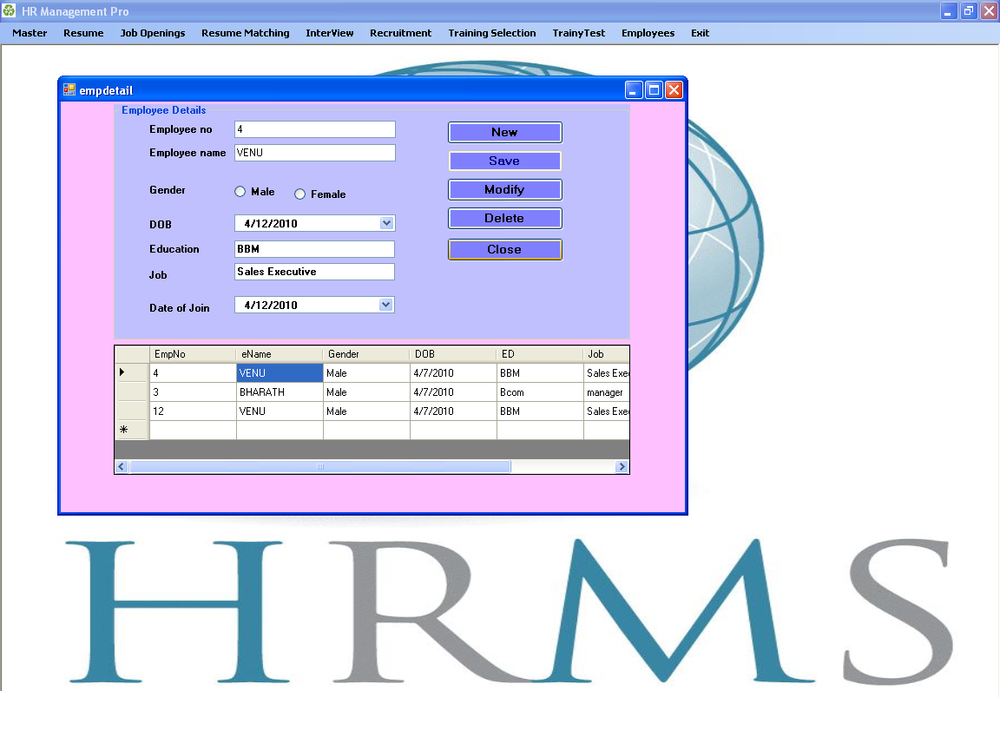 HR Management Pro
Master Resume Job Openings Resume Matching InterView Recruitment Training Selection TrainyTest Employees Exit
empdetail
Employee Details
Employee no 4 New
Employee name VENU Save
Gender Male Female Modify
DOB 4/12/2010 Delete
Education BBM Close
Job Sales Executive
Date of Join 4/12/2010
EmpNo eName Gender DOB ED Job
4 VENU Male 4/7/2010 BBM Sales Exe
3 BHARATH Male 4/7/2010 Bcom manager
12 VENU Male 4/7/2010 BBM Sales Exe
*
HRMS